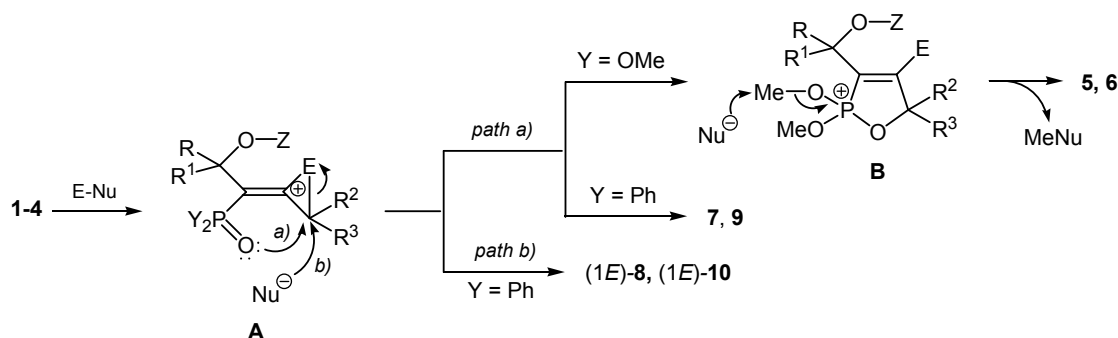 1-4
E-Nu
R
O–Z
R¹
E
⊕
R²
R³
Y₂P
O
:
..
a)
b)
Nu⊖
A
path a)
path b)
Y = Ph
Y = OMe
Y = Ph
7, 9
(1E)-8, (1E)-10
R
O–Z
R¹
E
Me–O
⊕
P
R²
R³
MeO
O
Nu⊖
B
5, 6
MeNu